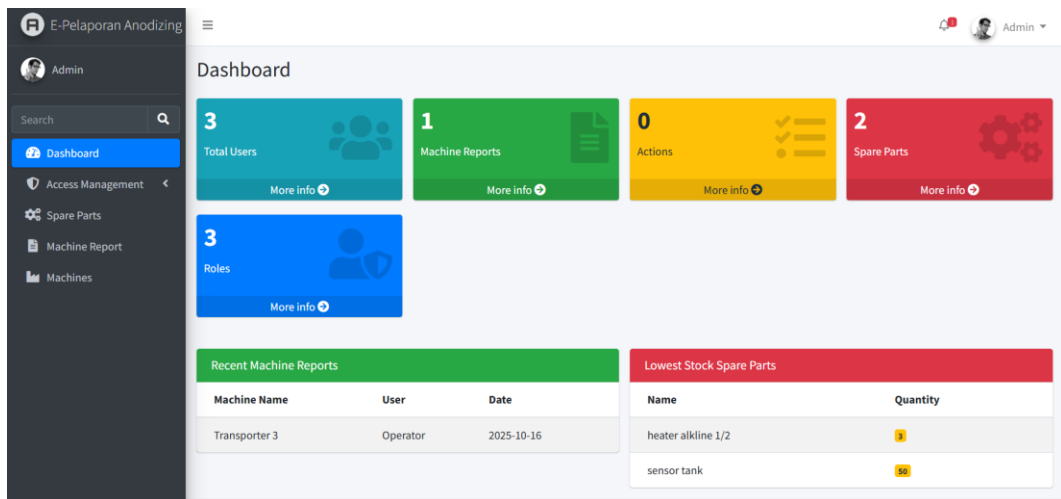 E-Pelaporan Anodizing
Admin
Admin
Search
Dashboard
Access Management
Spare Parts
Machine Report
Machines
Dashboard
3
Total Users
More info
1
Machine Reports
More info
0
Actions
More info
2
Spare Parts
More info
3
Roles
More info
Recent Machine Reports
Machine Name User Date
Transporter 3 Operator 2025-10-16
Lowest Stock Spare Parts
Name Quantity
heater alkline 1/2 3
sensor tank 50